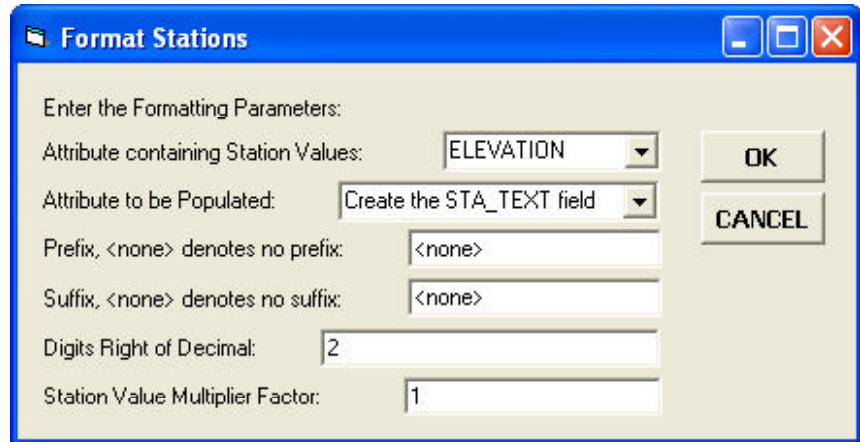 Format Stations
Enter the Formatting Parameters:
Attribute containing Station Values: ELEVATION
OK
Attribute to be Populated: Create the STA_TEXT field
CANCEL
Prefix, <none> denotes no prefix: <none>
Suffix, <none> denotes no suffix: <none>
Digits Right of Decimal: 2
Station Value Multiplier Factor: 1